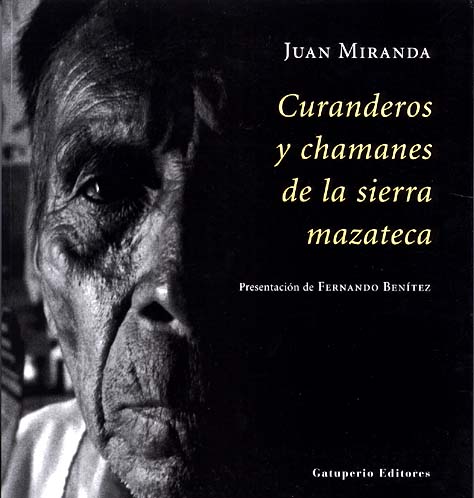 JUAN MIRANDA
Curanderos
y chamanes
de la sierra
mazateca
Presentación de FERNANDO BENÍTEZ
Gatuperio Editores